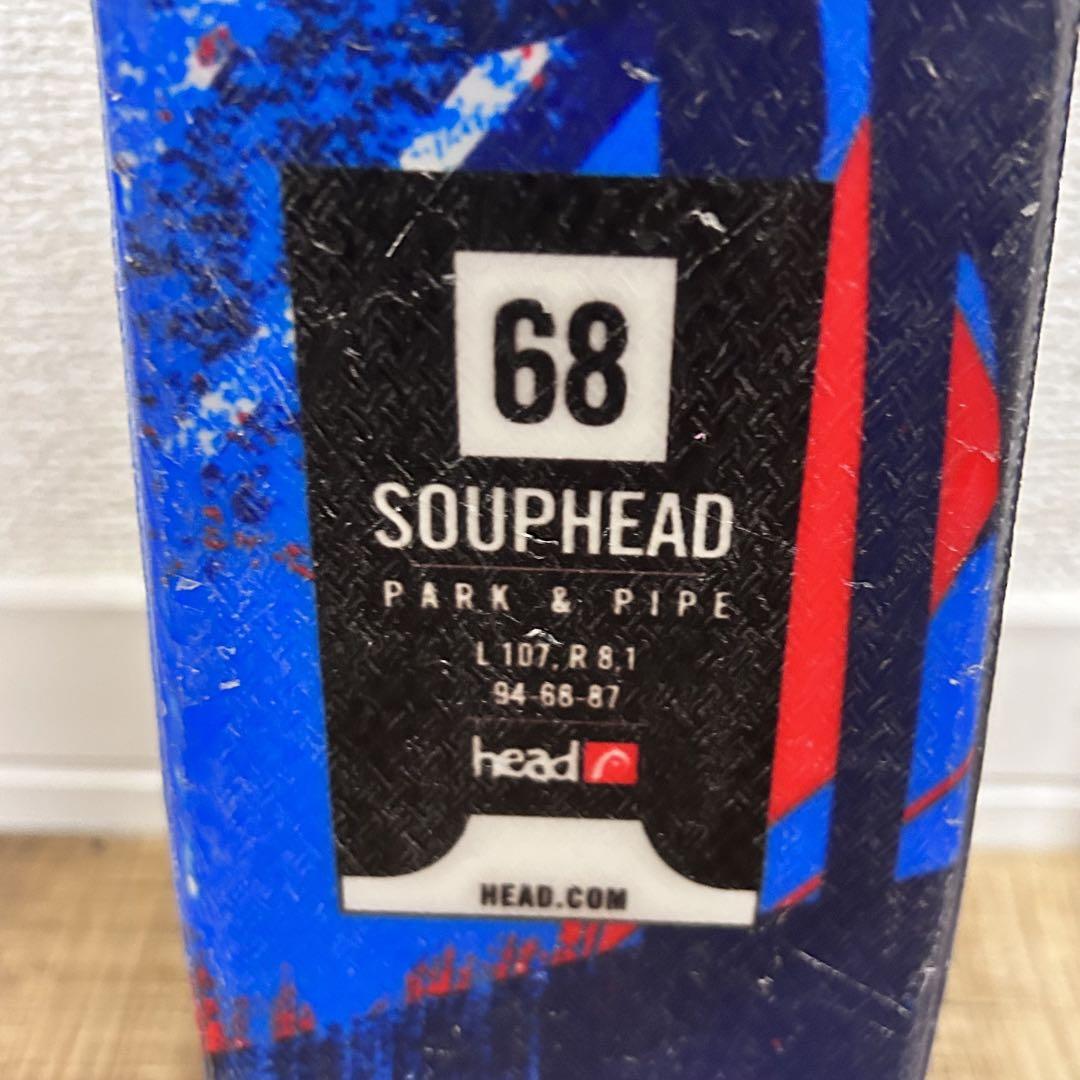 68
SOUPHEAD
PARK & PIPE
L 107, R 8,1
94-68-87
head
HEAD.COM